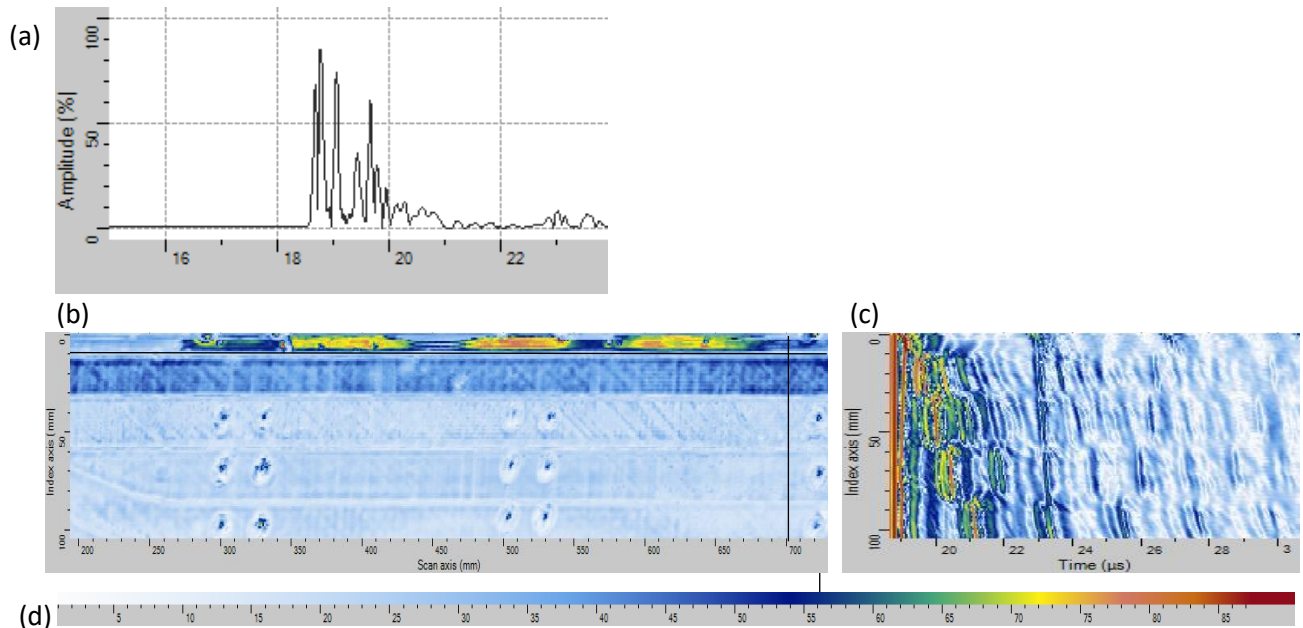 (a)
Amplitude [%]
100
50
0
16 18 20 22
(b)
(c)
Index axis (mm)
0
50
100
200 250 300 350 400 450 500 550 600 650 700
Scan axis (mm)
Index axis (mm)
0
50
100
20 22 24 26 28 3
Time (µs)
(d)
5 10 15 20 25 30 35 40 45 50 55 60 65 70 75 80 85